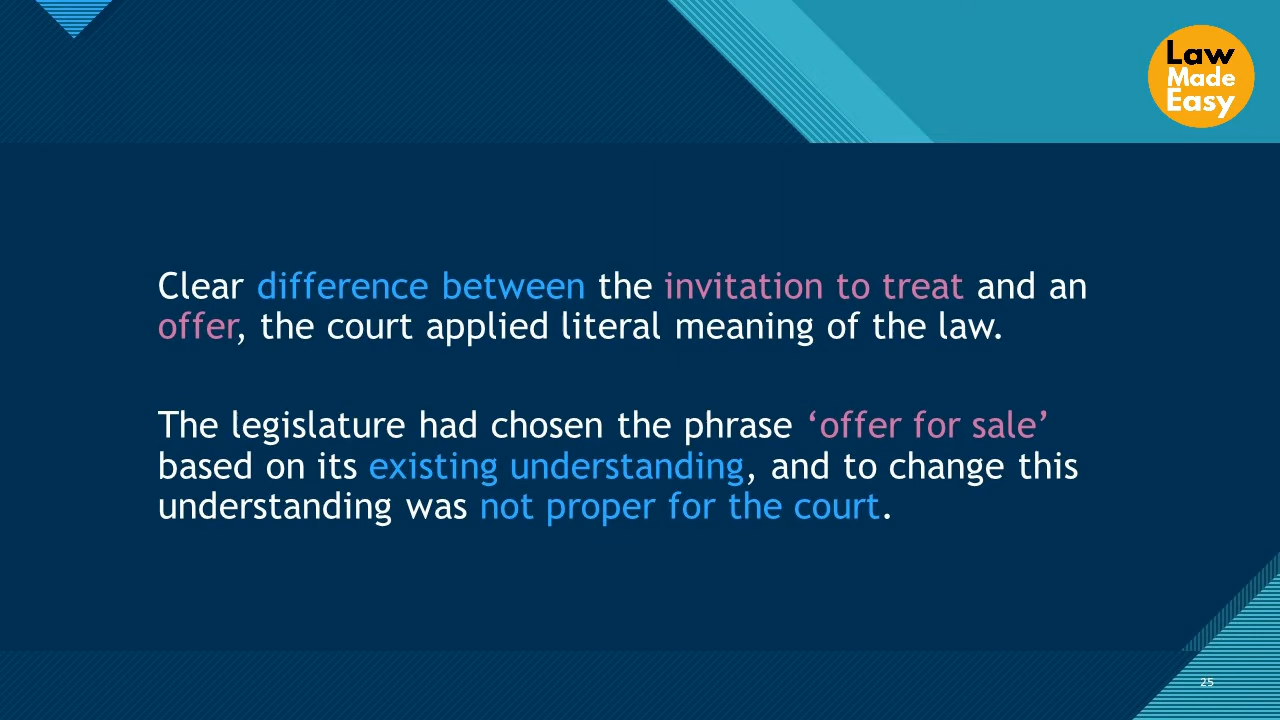 Law
Made
Easy
Clear difference between the invitation to treat and an
offer, the court applied literal meaning of the law.
The legislature had chosen the phrase ‘offer for sale’
based on its existing understanding, and to change this
understanding was not proper for the court.
25